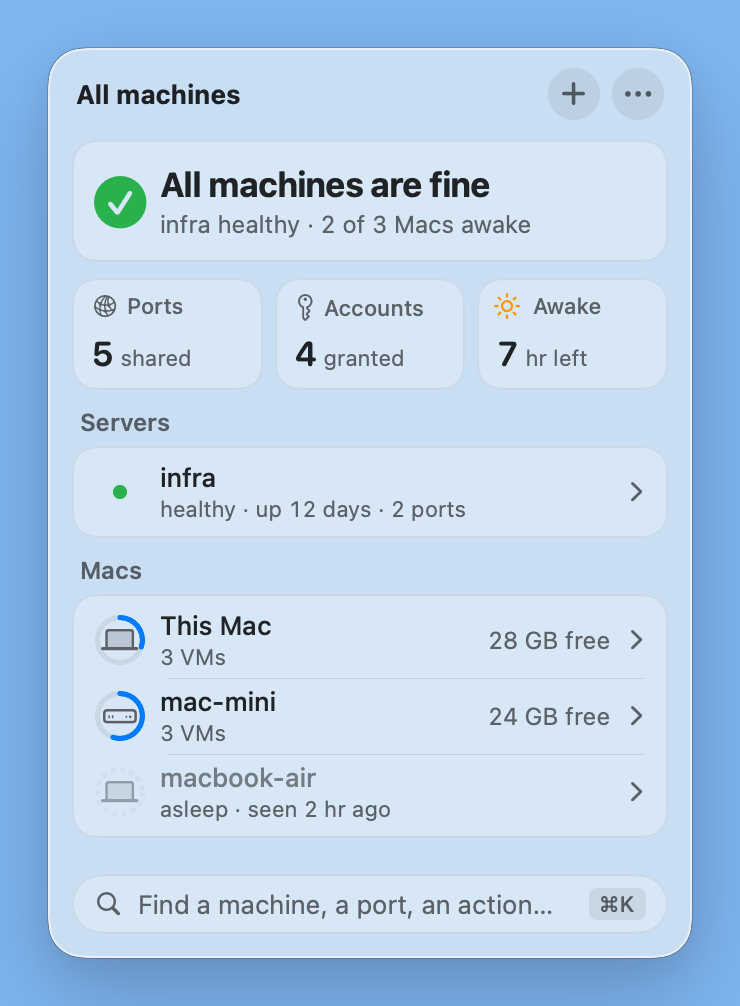 All machines
All machines are fine
infra healthy · 2 of 3 Macs awake
Ports
5 shared
Accounts
4 granted
Awake
7 hr left
Servers
infra
healthy · up 12 days · 2 ports
Macs
This Mac
3 VMs
28 GB free
mac-mini
3 VMs
24 GB free
macbook-air
asleep · seen 2 hr ago
Find a machine, a port, an action...
⌘K